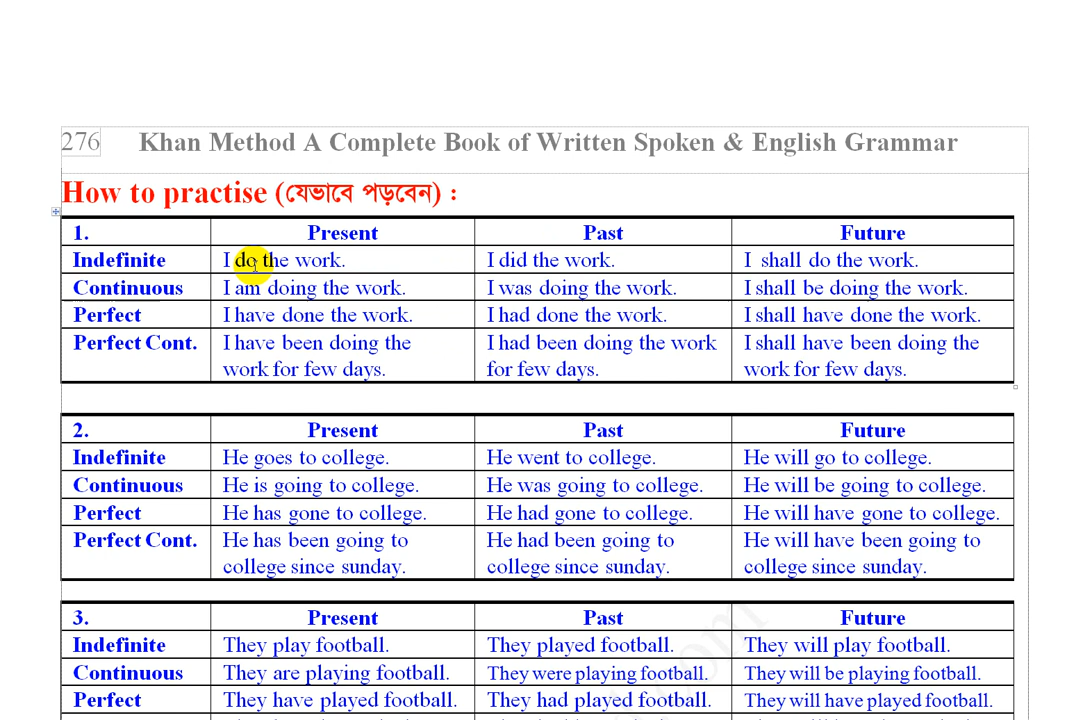 276 Khan Method A Complete Book of Written Spoken & English Grammar
How to practise (যেভাবে পড়বেন) :
1. Present Past Future
Indefinite I do the work. I did the work. I shall do the work.
Continuous I am doing the work. I was doing the work. I shall be doing the work.
Perfect I have done the work. I had done the work. I shall have done the work.
Perfect Cont. I have been doing the I had been doing the work I shall have been doing the
work for few days. for few days. work for few days.
2. Present Past Future
Indefinite He goes to college. He went to college. He will go to college.
Continuous He is going to college. He was going to college. He will be going to college.
Perfect He has gone to college. He had gone to college. He will have gone to college.
Perfect Cont. He has been going to He had been going to He will have been going to
college since sunday. college since sunday. college since sunday.
3. Present Past Future
Indefinite They play football. They played football. They will play football.
Continuous They are playing football. They were playing football. They will be playing football.
Perfect They have played football. They had played football. They will have played football.